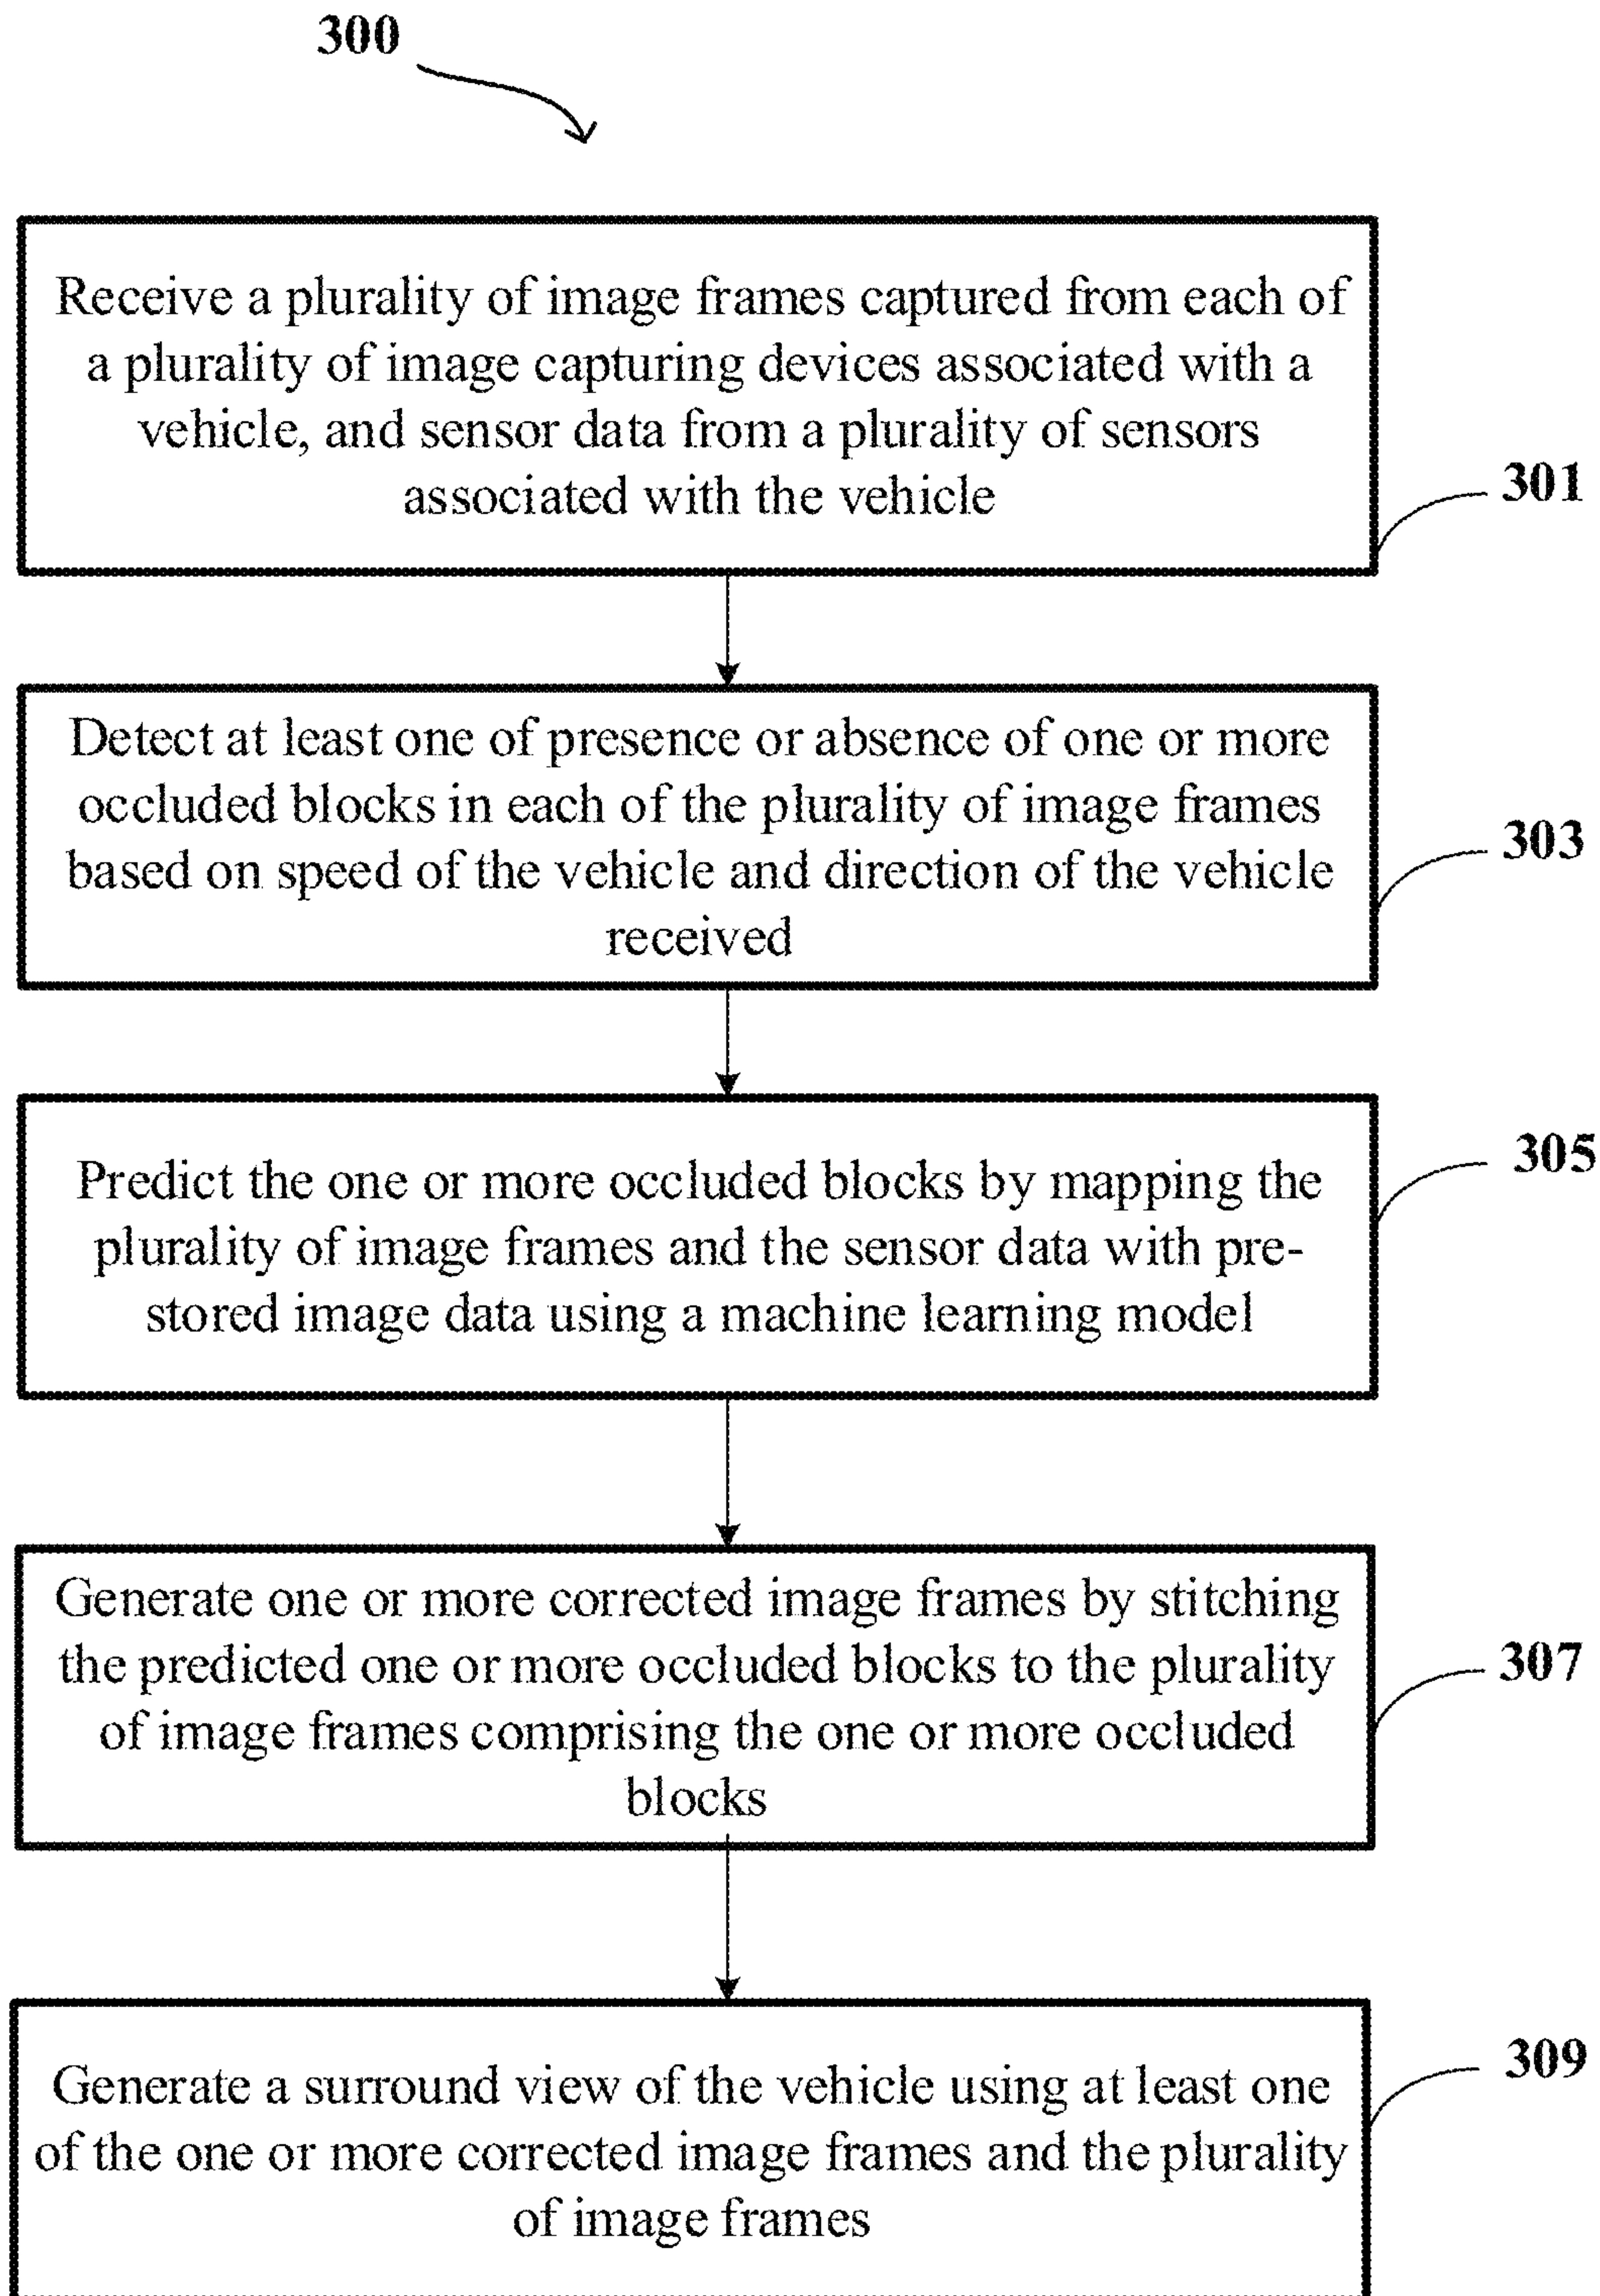 300
Receive a plurality of image frames captured from each of
a plurality of image capturing devices associated with a
vehicle, and sensor data from a plurality of sensors
associated with the vehicle
301
Detect at least one of presence or absence of one or more
occluded blocks in each of the plurality of image frames
based on speed of the vehicle and direction of the vehicle
received
303
Predict the one or more occluded blocks by mapping the
plurality of image frames and the sensor data with pre-
stored image data using a machine learning model
305
Generate one or more corrected image frames by stitching
the predicted one or more occluded blocks to the plurality
of image frames comprising the one or more occluded
blocks
307
Generate a surround view of the vehicle using at least one
of the one or more corrected image frames and the plurality
of image frames
309